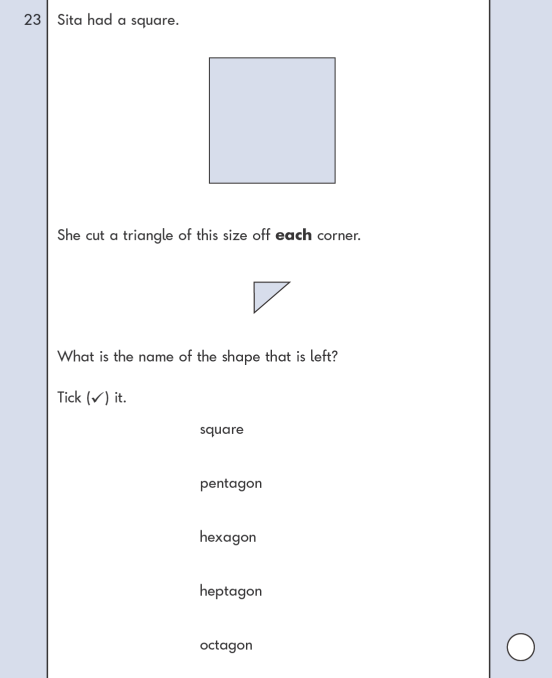 23 Sita had a square.
She cut a triangle of this size off each corner.
What is the name of the shape that is left?
Tick (✓) it.
square
pentagon
hexagon
heptagon
octagon